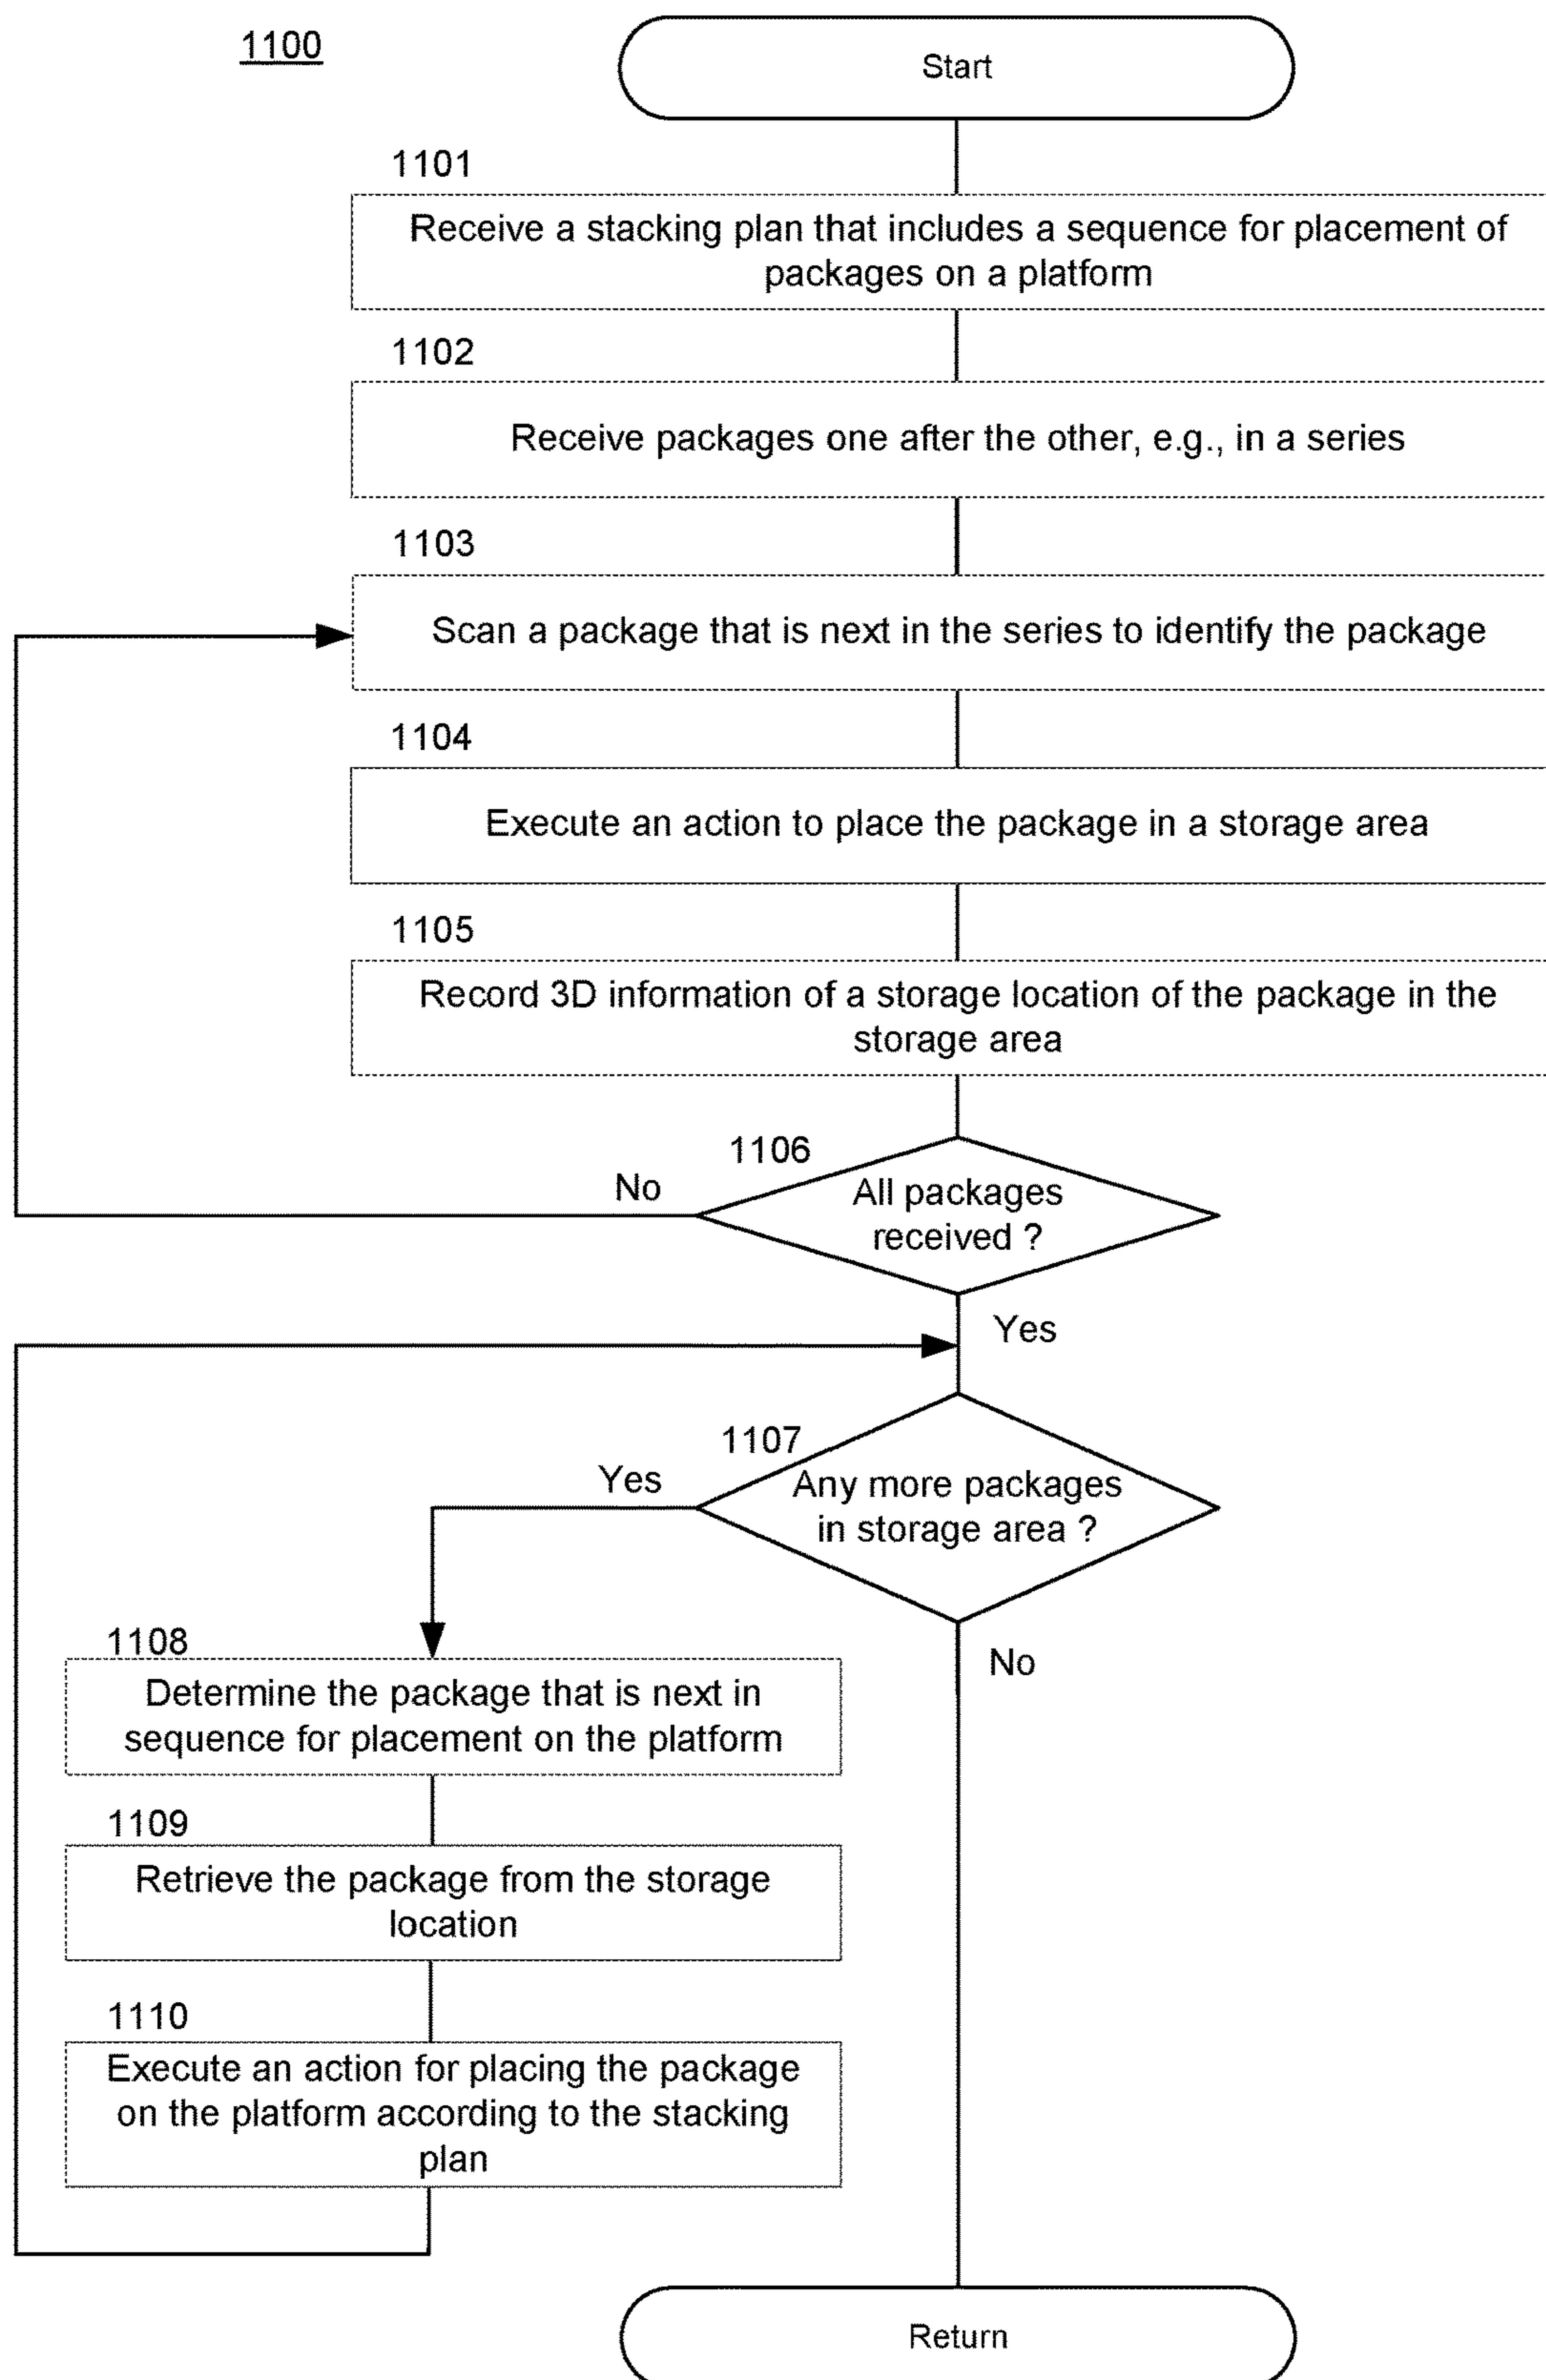 1100
Start
1101
Receive a stacking plan that includes a sequence for placement of
packages on a platform
1102
Receive packages one after the other, e.g., in a series
1103
Scan a package that is next in the series to identify the package
1104
Execute an action to place the package in a storage area
1105
Record 3D information of a storage location of the package in the
storage area
1106
No
All packages
received ?
Yes
1107
Yes
Any more packages
in storage area ?
No
1108
Determine the package that is next in
sequence for placement on the platform
1109
Retrieve the package from the storage
location
1110
Execute an action for placing the package
on the platform according to the stacking
plan
Return